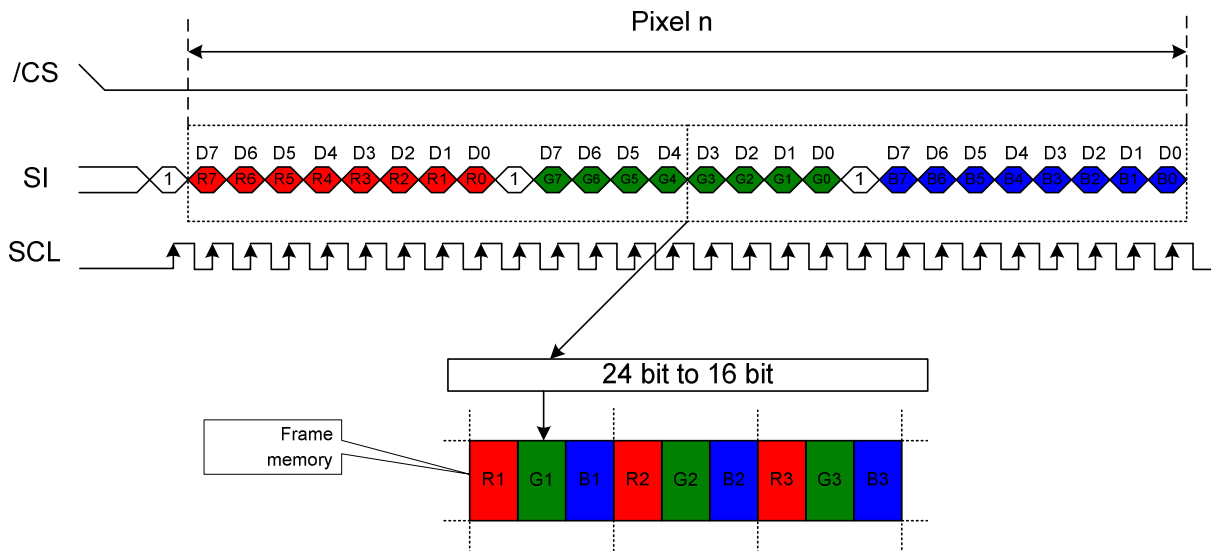 Pixel n
/CS
D7 D6 D5 D4 D3 D2 D1 D0 D7 D6 D5 D4 D3 D2 D1 D0 D7 D6 D5 D4 D3 D2 D1 D0
SI 1 R7 R6 R5 R4 R3 R2 R1 R0 1 G7 G6 G5 G4 G3 G2 G1 G0 1 B7 B6 B5 B4 B3 B2 B1 B0
SCL
24 bit to 16 bit
Frame
memory
R1 G1 B1 R2 G2 B2 R3 G3 B3